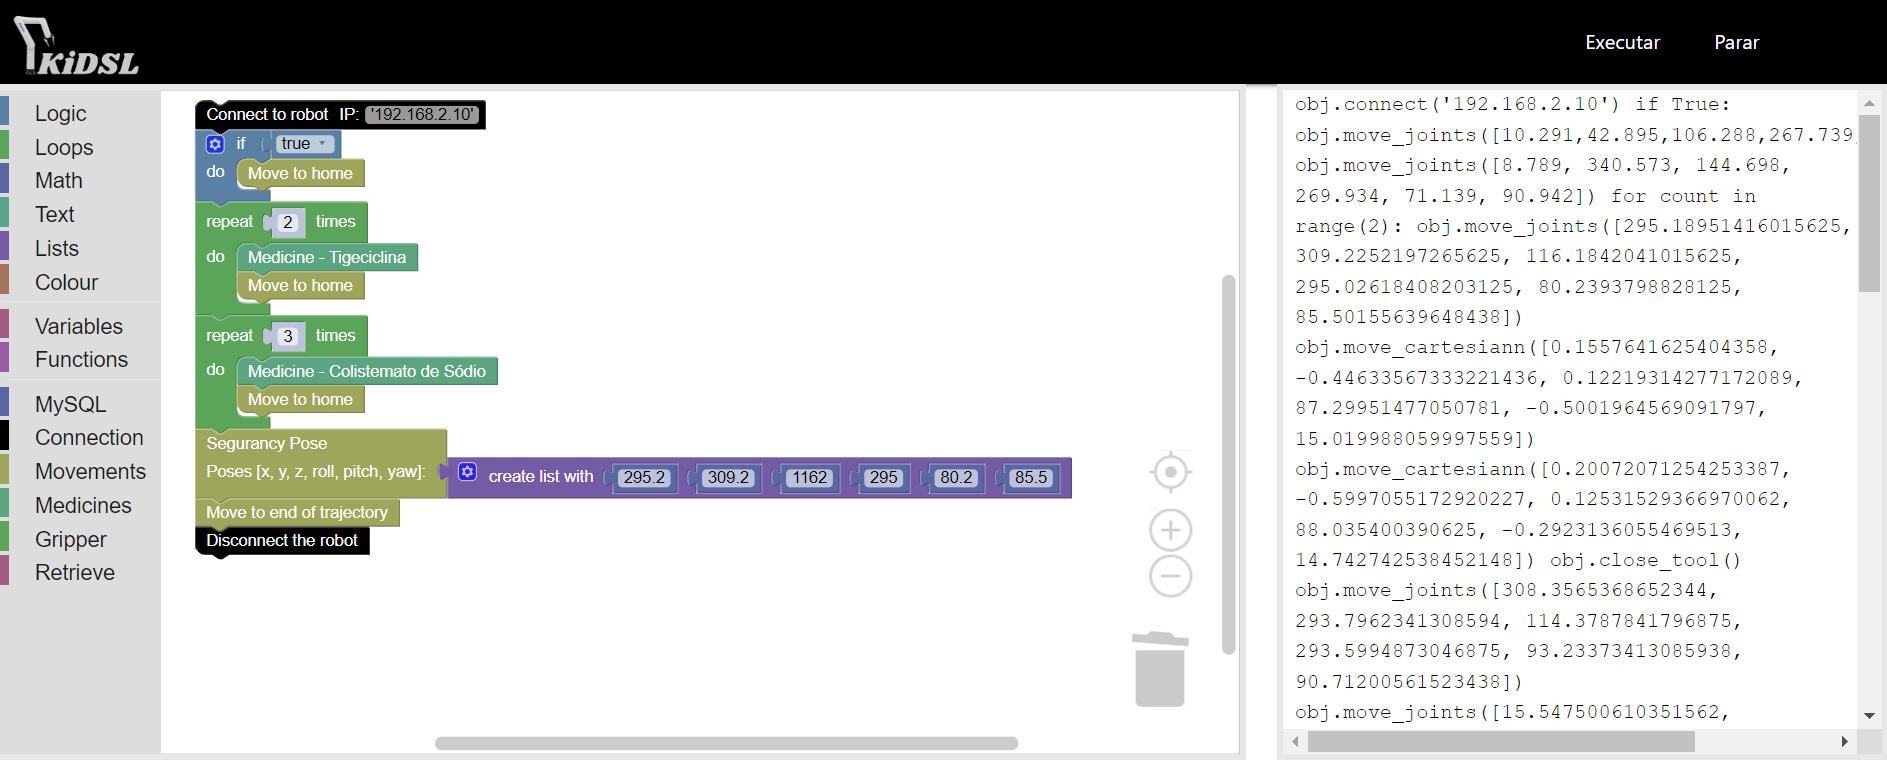 KiDSL
Executar
Parar
Logic
Loops
Math
Text
Lists
Colour
Variables
Functions
MySQL
Connection
Movements
Medicines
Gripper
Retrieve
Connect to robot IP: '192.168.2.10'
if true
do Move to home
repeat 2 times
do Medicine - Tigeciclina
Move to home
repeat 3 times
do Medicine - Colistemato de Sódio
Move to home
Segurancy Pose
Poses [x, y, z, roll, pitch, yaw]: create list with 295.2 309.2 1162 295 80.2 85.5
Move to end of trajectory
Disconnect the robot
obj.connect('192.168.2.10') if True:
obj.move_joints([10.291,42.895,106.288,267.739,
obj.move_joints([8.789, 340.573, 144.698,
269.934, 71.139, 90.942]) for count in
range(2): obj.move_joints([295.18951416015625,
309.2252197265625, 116.1842041015625,
295.02618408203125, 80.2393798828125,
85.50155639648438])
obj.move_cartesiann([0.1557641625404358,
-0.44633567333221436, 0.12219314277172089,
87.29951477050781, -0.5001964569091797,
15.019988059997559])
obj.move_cartesiann([0.20072071254253387,
-0.5997055172920227, 0.12531529366970062,
88.035400390625, -0.2923136055469513,
14.742742538452148]) obj.close_tool()
obj.move_joints([308.3565368652344,
293.7962341308594, 114.3787841796875,
293.5994873046875, 93.23373413085938,
90.71200561523438])
obj.move_joints([15.547500610351562,